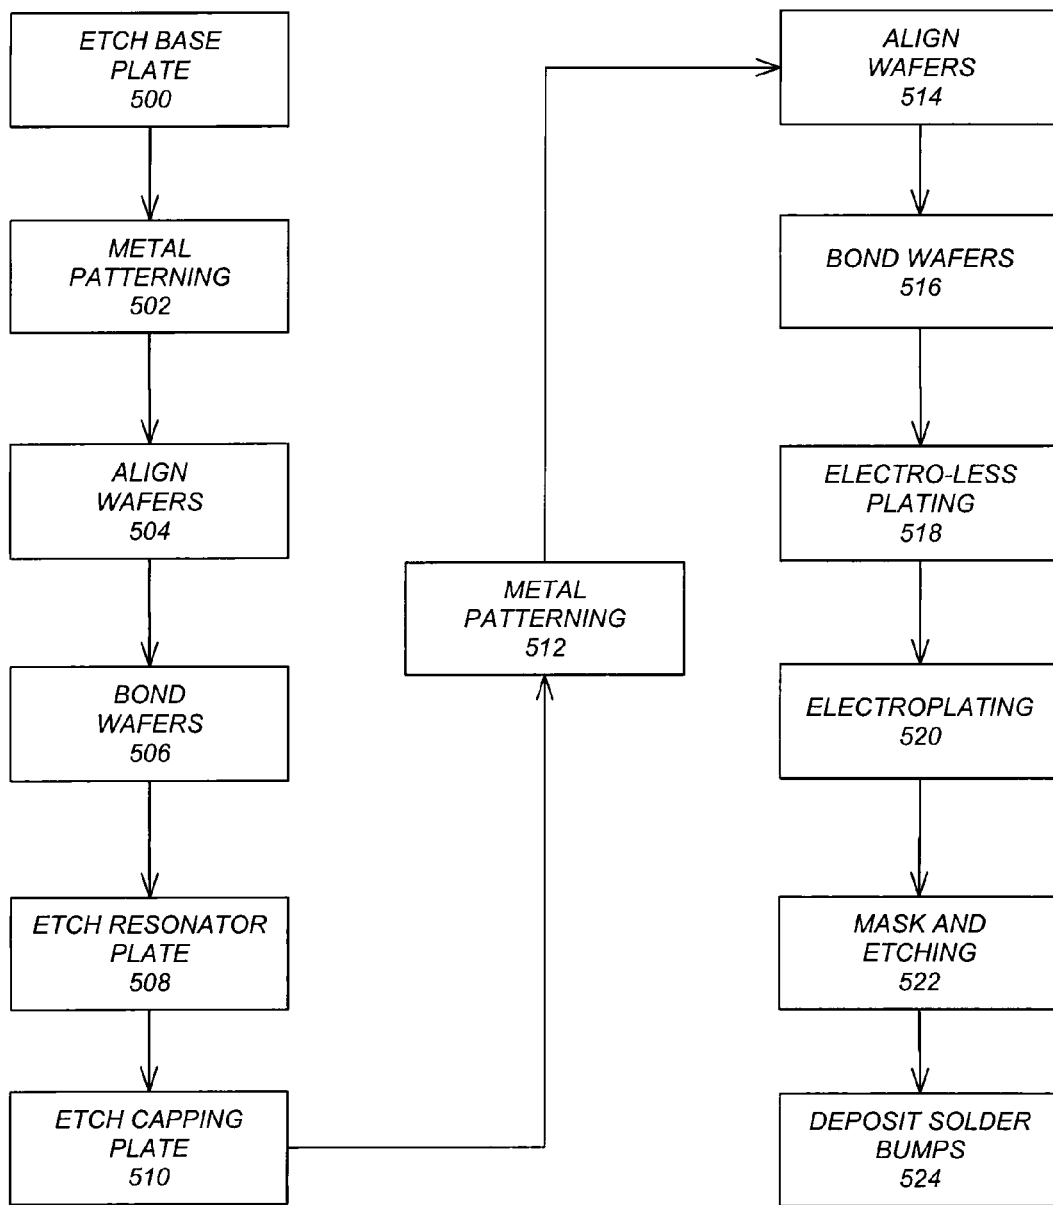 ETCH BASE
PLATE
500
METAL
PATTERNING
502
ALIGN
WAFERS
504
BOND
WAFERS
506
ETCH RESONATOR
PLATE
508
ETCH CAPPING
PLATE
510
METAL
PATTERNING
512
ALIGN
WAFERS
514
BOND WAFERS
516
ELECTRO-LESS
PLATING
518
ELECTROPLATING
520
MASK AND
ETCHING
522
DEPOSIT SOLDER
BUMPS
524